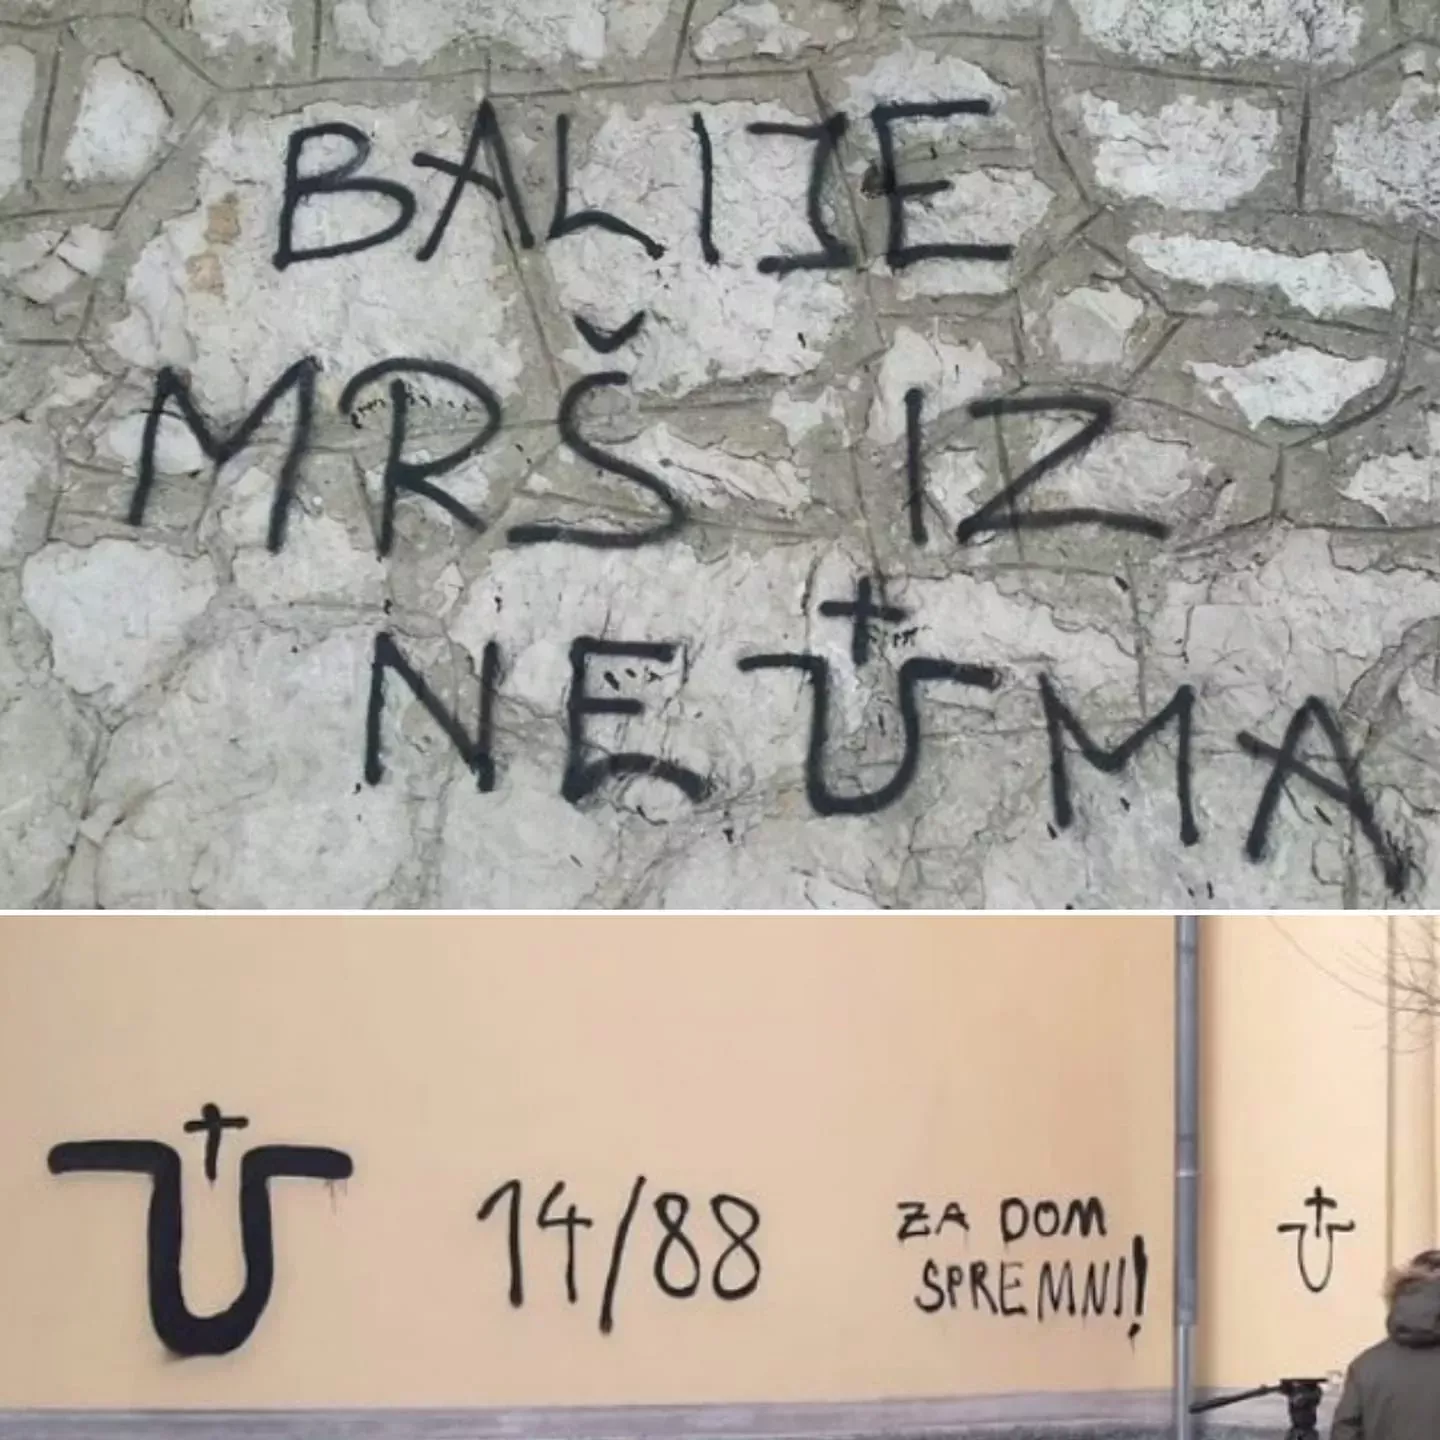 BALIJE
MRŠ IZ
NEUMA
14/88
ZA DOM
SPREMNI!
U